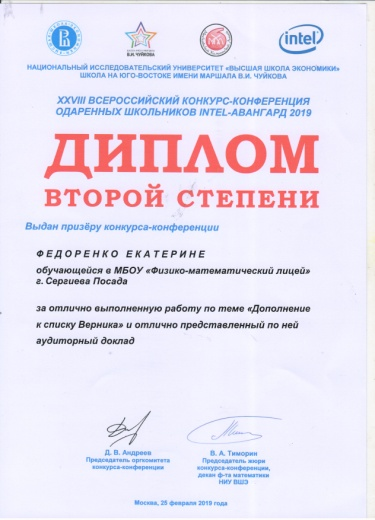 intel
В.И. ЧУЙКОВА
НАЦИОНАЛЬНЫЙ ИССЛЕДОВАТЕЛЬСКИЙ УНИВЕРСИТЕТ «ВЫСШАЯ ШКОЛА ЭКОНОМИКИ»
ШКОЛА НА ЮГО-ВОСТОКЕ ИМЕНИ МАРШАЛА В.И. ЧУЙКОВА
XXVIII ВСЕРОССИЙСКИЙ КОНКУРС-КОНФЕРЕНЦИЯ
ОДАРЕННЫХ ШКОЛЬНИКОВ INTEL-АВАНГАРД 2019
ДИПЛОМ
ВТОРОЙ СТЕПЕНИ
Выдан призёру конкурса-конференции
ФЕДОРЕНКО ЕКАТЕРИНЕ
обучающейся в МБОУ «Физико-математический лицей»
г. Сергиева Посада
за отлично выполненную работу по теме «Дополнение
к списку Верника» и отлично представленный по ней
аудиторный доклад
Д. В. Андреев
Председатель оргкомитета
конкурса-конференции
В. А. Тиморин
Председатель жюри
конкурса-конференции,
декан ф-та математики
НИУ ВШЭ
Москва, 25 февраля 2019 года